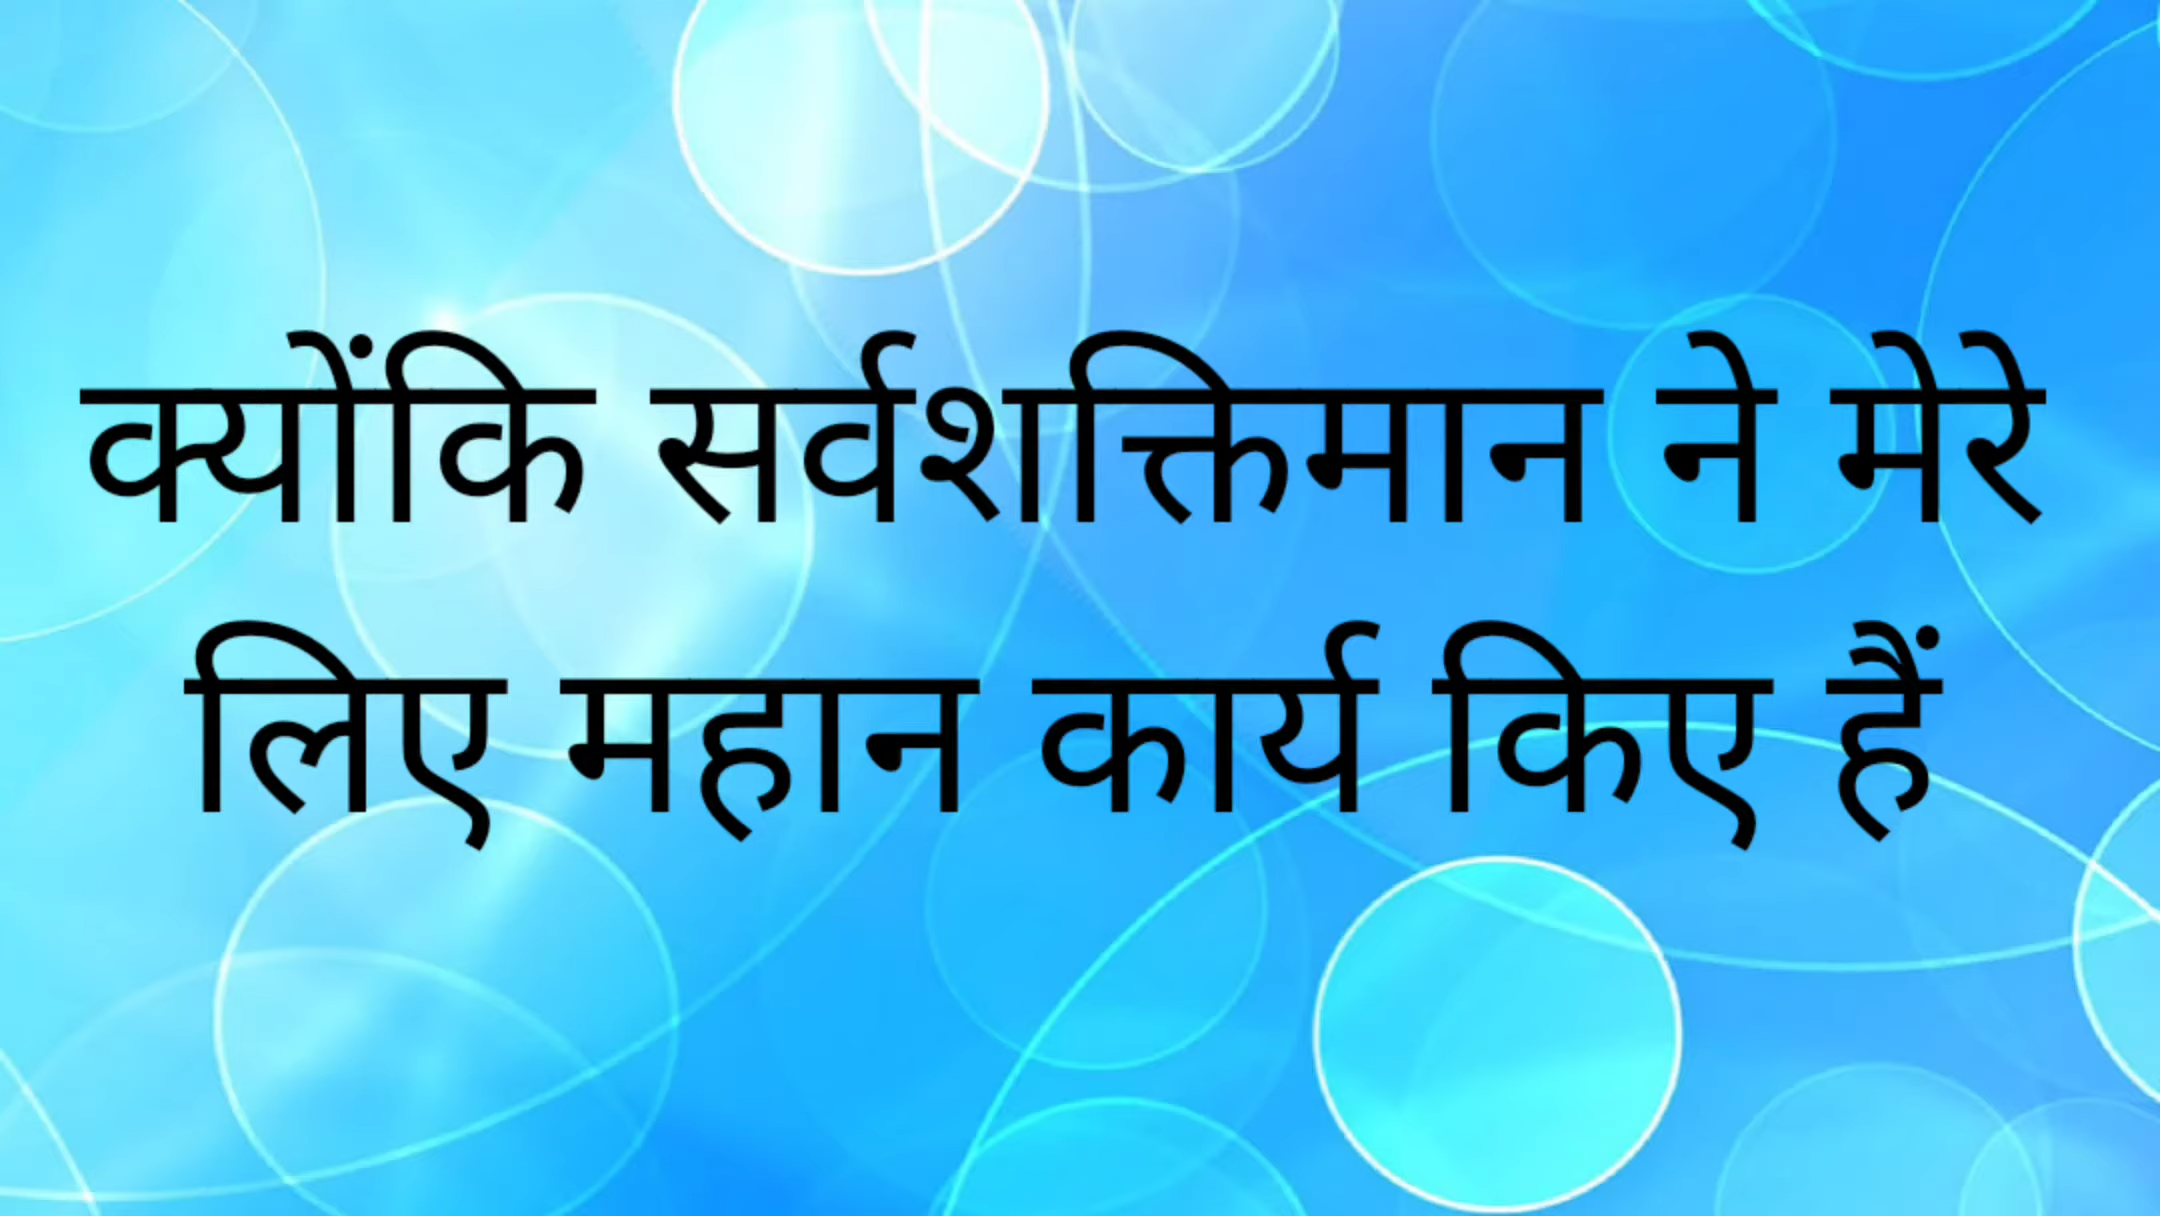 क्योंकि सर्वशक्तिमान ने मेरे
लिए महान कार्य किए हैं